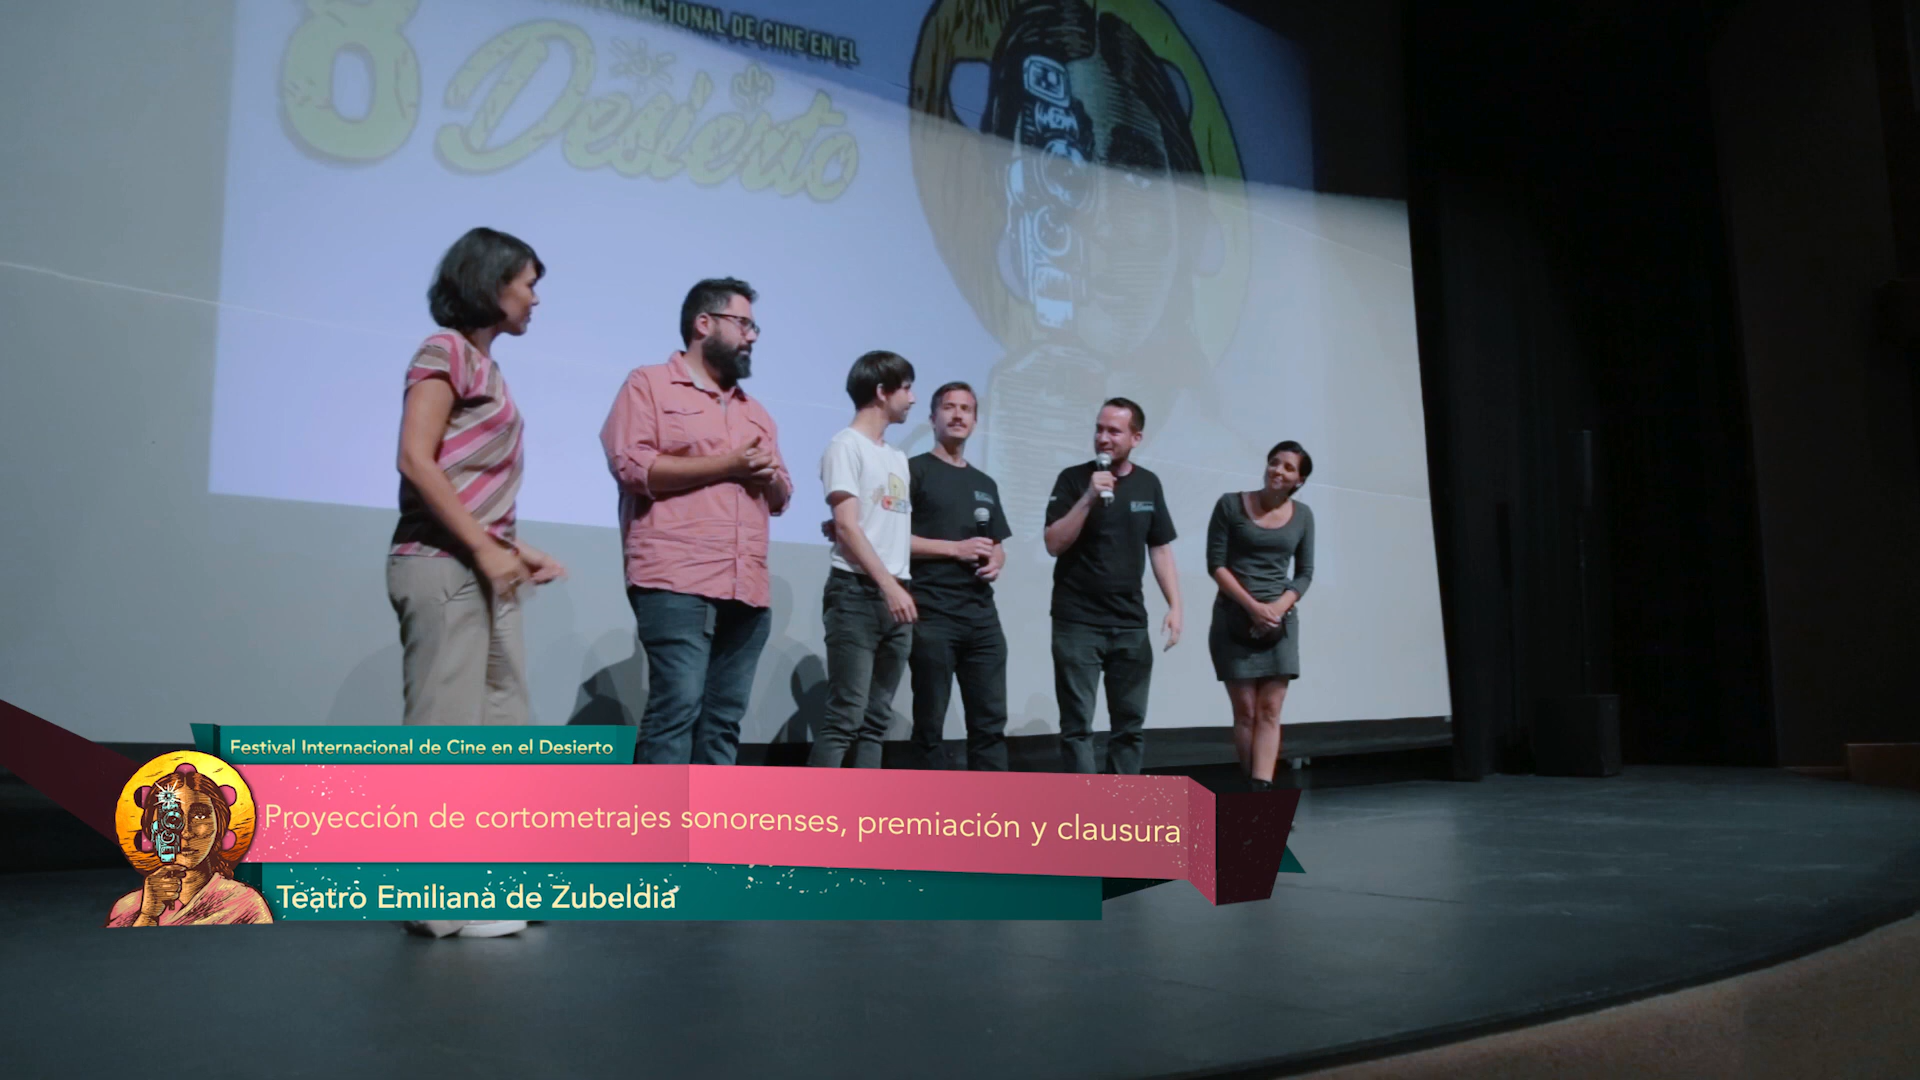 INTERNACIONAL DE CINE EN EL
8 Desierto
Festival Internacional de Cine en el Desierto
Proyección de cortometrajes sonorenses, premiación y clausura
Teatro Emiliana de Zubeldia